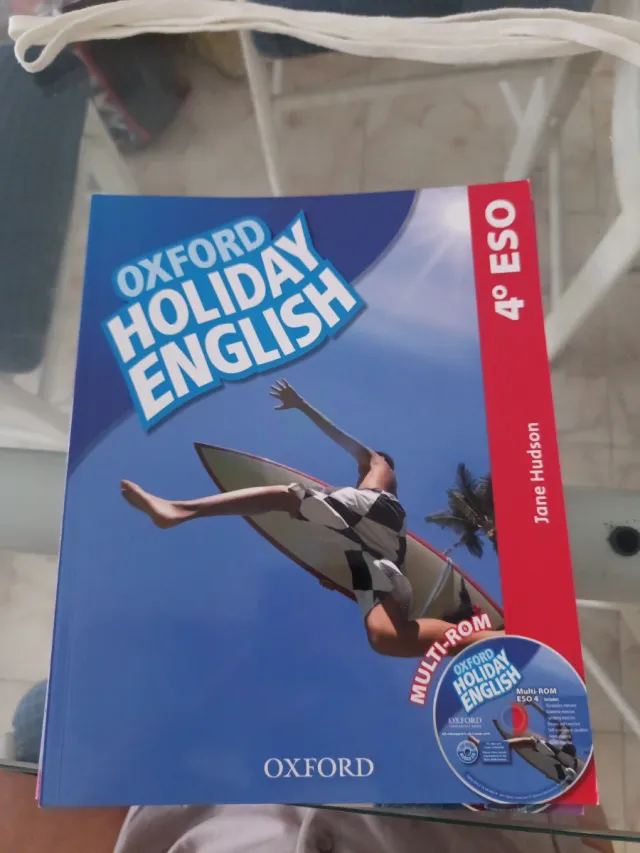 OXFORD
HOLIDAY
ENGLISH
4º ESO
Jane Hudson
MULTI-ROM
OXFORD
HOLIDAY
ENGLISH
Multi-ROM
ESO 4
OXFORD
OXFORD